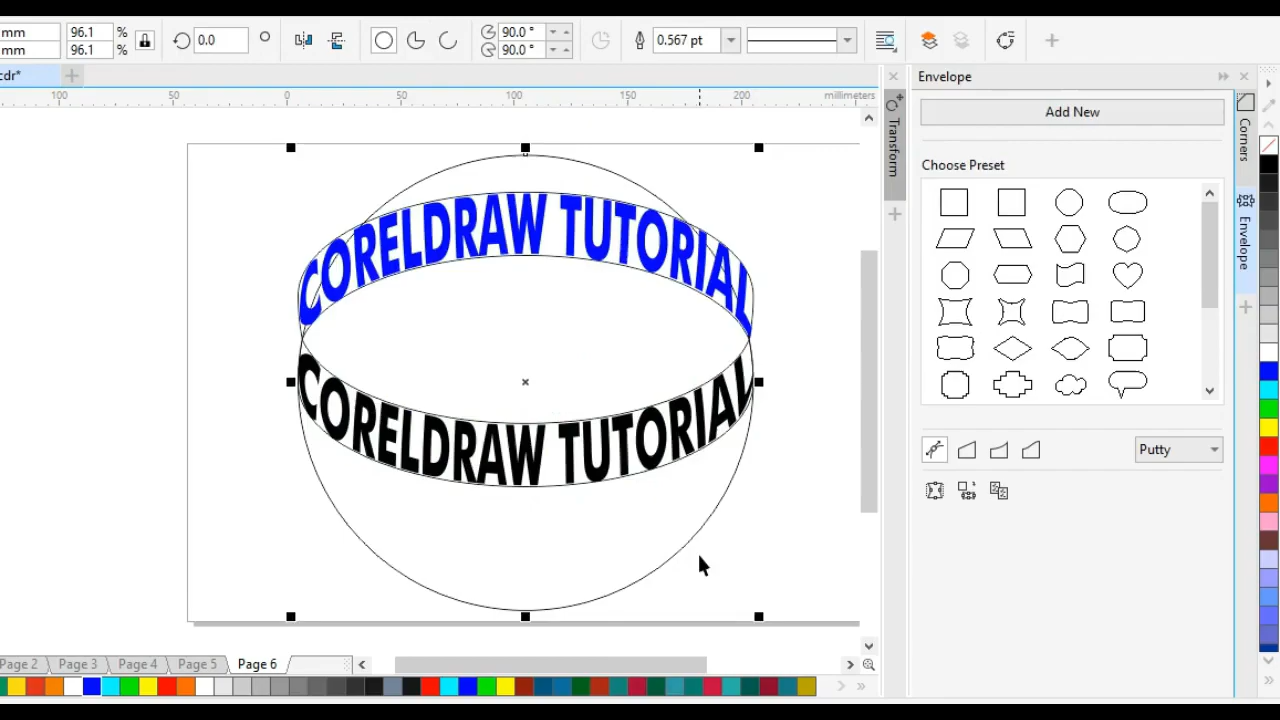 mm
mm
96.1 %
96.1 %
0.0
90.0 °
90.0 °
0.567 pt
cdr*
100
50
0
50
100
150
200
millimeters
Envelope
Add New
Choose Preset
Transform
Corners
Envelope
CORELDRAW TUTORIAL
CORELDRAW TUTORIAL
Putty
Page 2
Page 3
Page 4
Page 5
Page 6